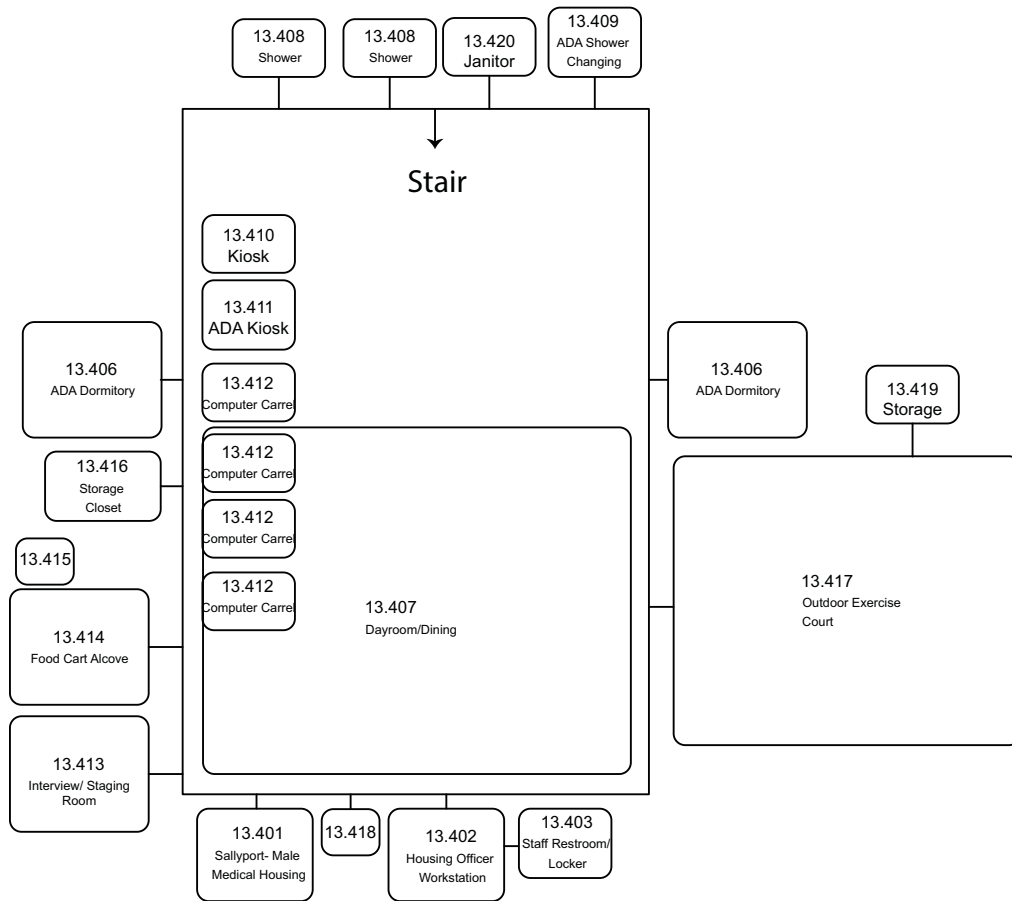 13.408
Shower
13.408
Shower
13.420
Janitor
13.409
ADA Shower
Changing
Stair
13.410
Kiosk
13.411
ADA Kiosk
13.406
ADA Dormitory
13.412
Computer Carrel
13.406
ADA Dormitory
13.419
Storage
13.416
Storage
Closet
13.412
Computer Carrel
13.412
Computer Carrel
13.415
13.412
Computer Carrel
13.407
Dayroom/Dining
13.417
Outdoor Exercise
Court
13.414
Food Cart Alcove
13.413
Interview/ Staging
Room
13.401
Sallyport- Male
Medical Housing
13.418
13.402
Housing Officer
Workstation
13.403
Staff Restroom/
Locker